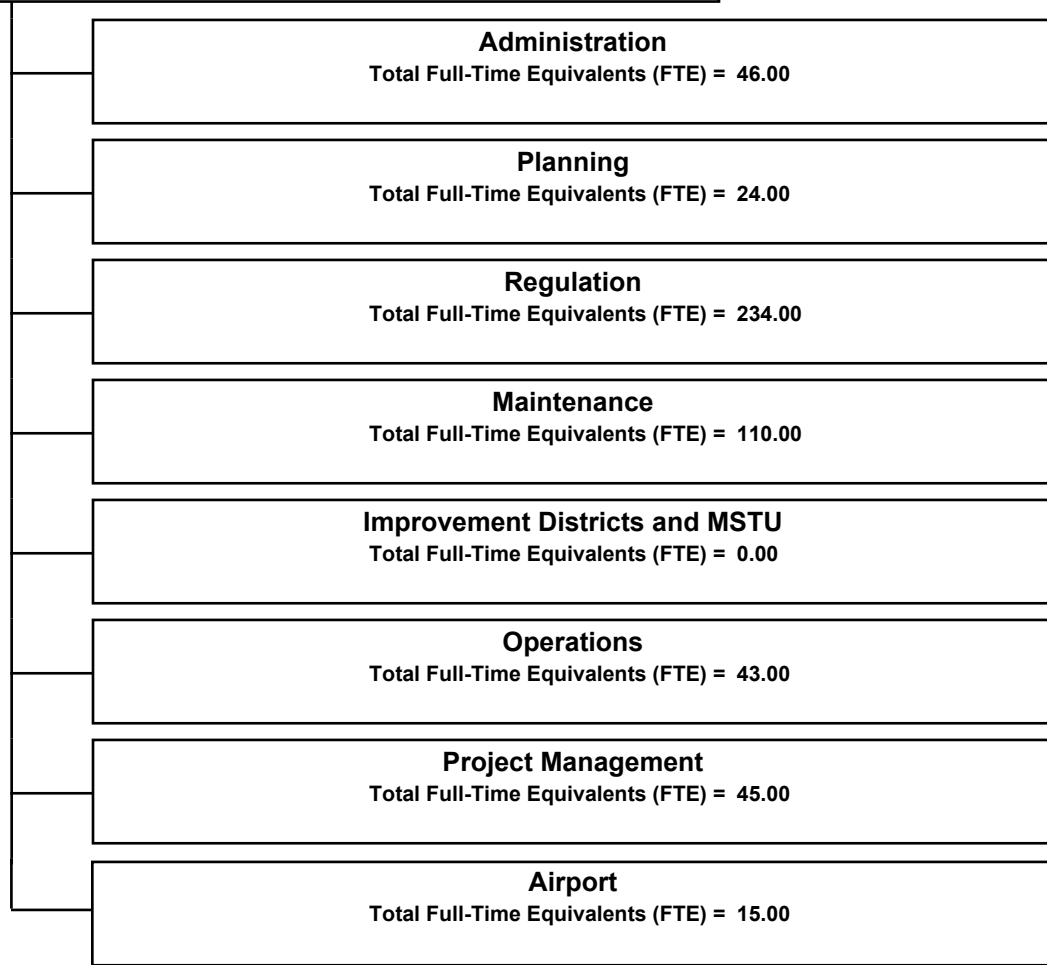 Administration
Total Full-Time Equivalents (FTE) = 46.00
Planning
Total Full-Time Equivalents (FTE) = 24.00
Regulation
Total Full-Time Equivalents (FTE) = 234.00
Maintenance
Total Full-Time Equivalents (FTE) = 110.00
Improvement Districts and MSTU
Total Full-Time Equivalents (FTE) = 0.00
Operations
Total Full-Time Equivalents (FTE) = 43.00
Project Management
Total Full-Time Equivalents (FTE) = 45.00
Airport
Total Full-Time Equivalents (FTE) = 15.00